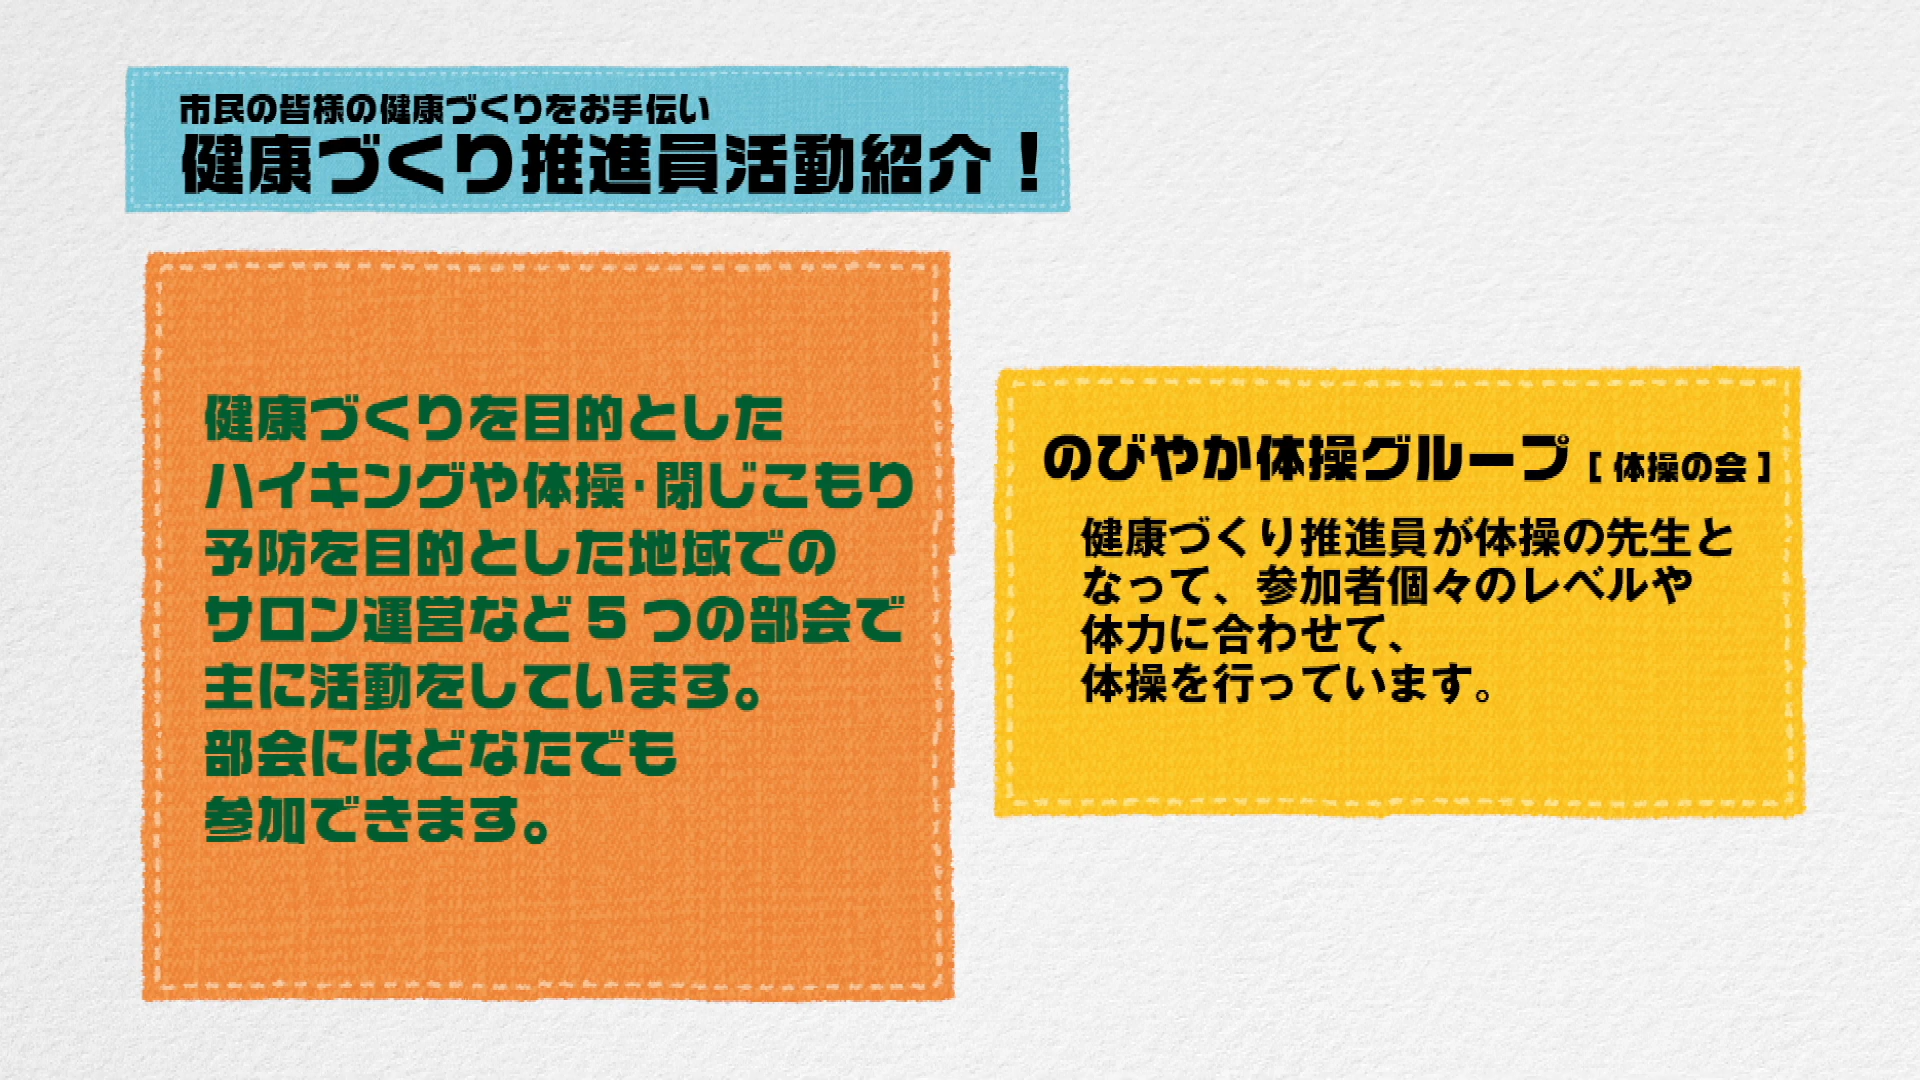 市民の皆様の健康づくりをお手伝い
健康づくり推進員活動紹介！
健康づくりを目的とした
ハイキングや体操・閉じこもり
予防を目的とした地域での
サロン運営など５つの部会で
主に活動をしています。
部会にはどなたでも
参加できます。
のびやか体操グループ［体操の会］
健康づくり推進員が体操の先生と
なって、参加者個々のレベルや
体力に合わせて、
体操を行っています。